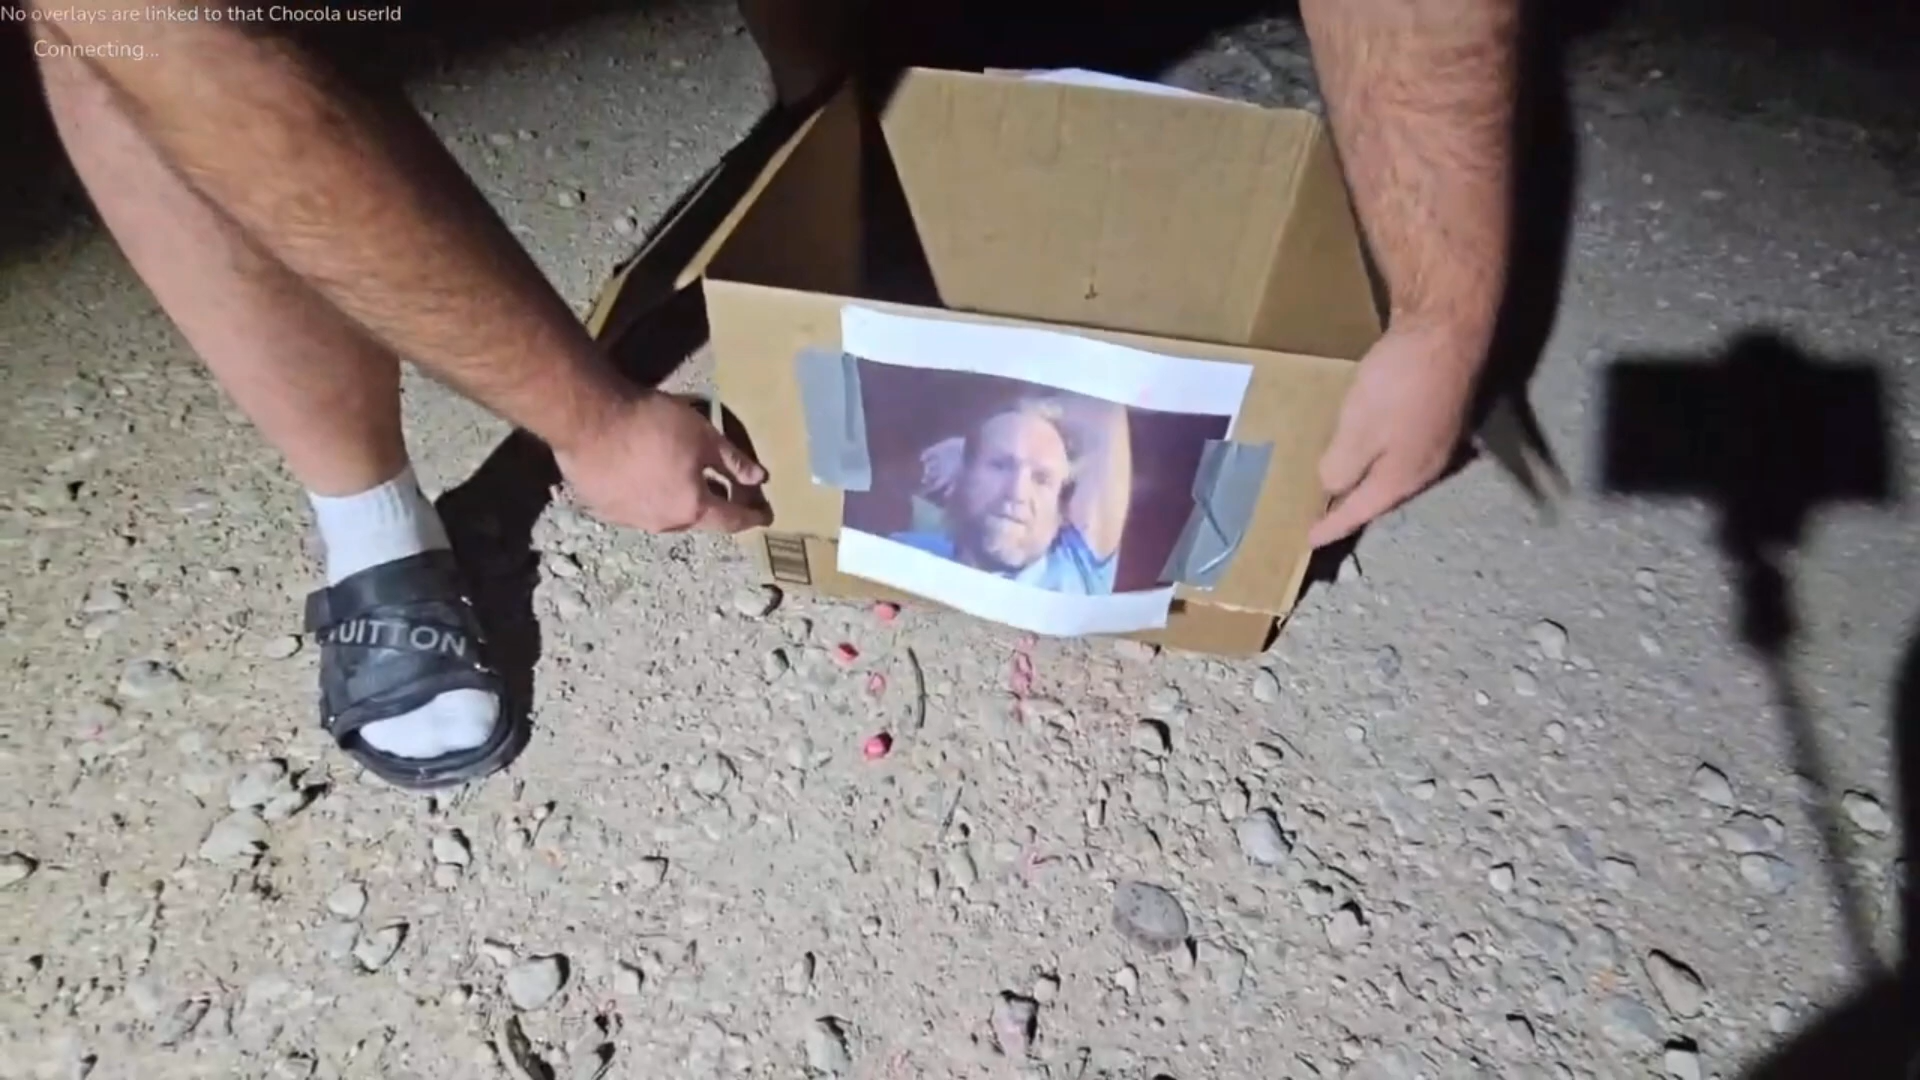 No overlays are linked to that Chocola userId
Connecting...
UITTON